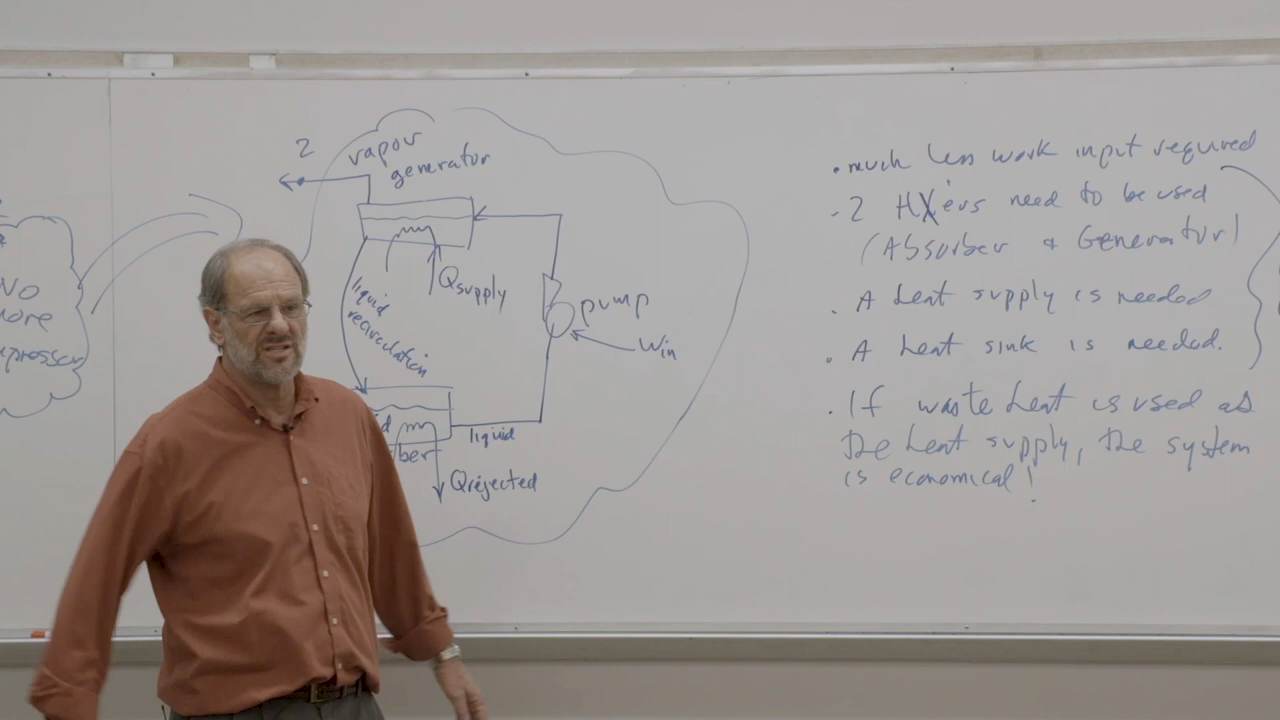 2
vapor
generator
Qsupply
liquid
recirculation
pump
Win
liquid
Qrejected
NO
· much less work input required
· 2 HX'ers need to be used
(Absorber & Generator)
· A heat supply is needed
· A heat sink is needed.
· If waste heat is used as
the heat supply, the system
is economical!